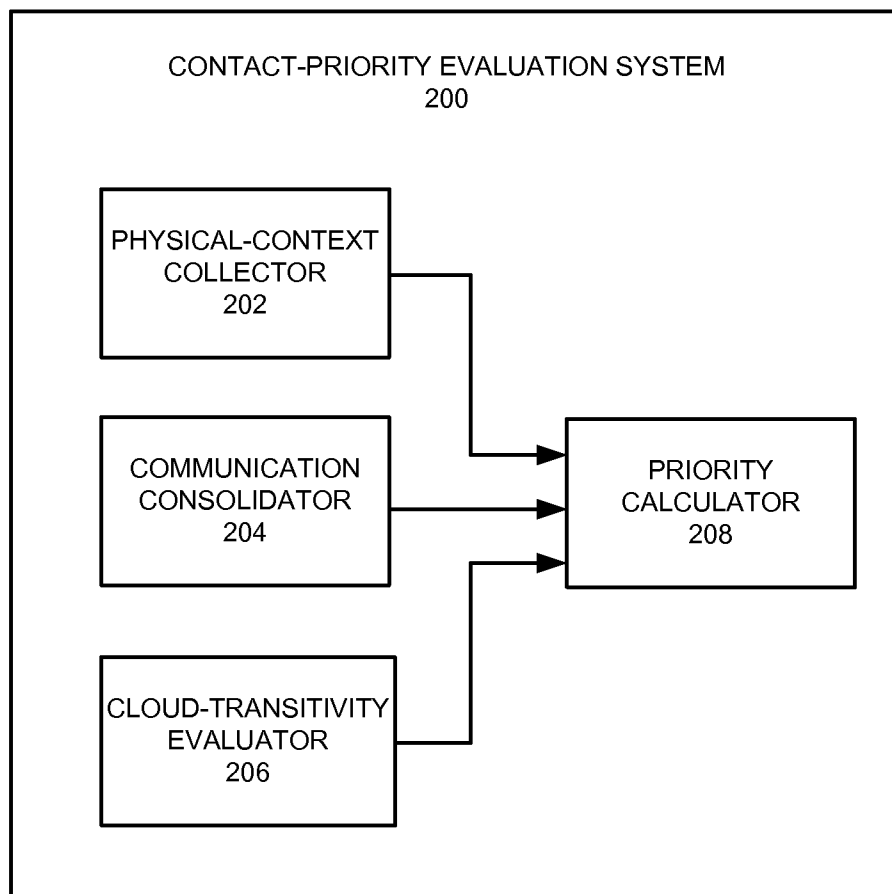 CONTACT-PRIORITY EVALUATION SYSTEM
200
PHYSICAL-CONTEXT
COLLECTOR
202
COMMUNICATION
CONSOLIDATOR
204
PRIORITY
CALCULATOR
208
CLOUD-TRANSITIVITY
EVALUATOR
206